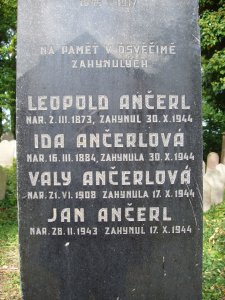 NA PAMĚŤ V OSVĚČIMĚ
ZAHYNULÝCH
LEOPOLD ANČERL
NAR. 2. III. 1873, ZAHYNUL 30. X. 1944
IDA ANČERLOVÁ
NAR. 16. III. 1884, ZAHYNULA 30. X. 1944
VALY ANČERLOVÁ
NAR. 21. VI. 1908 ZAHYNULA 17. X. 1944
JAN ANČERL
NAR. 28. II. 1943 ZAHYNUL 17. X. 1944